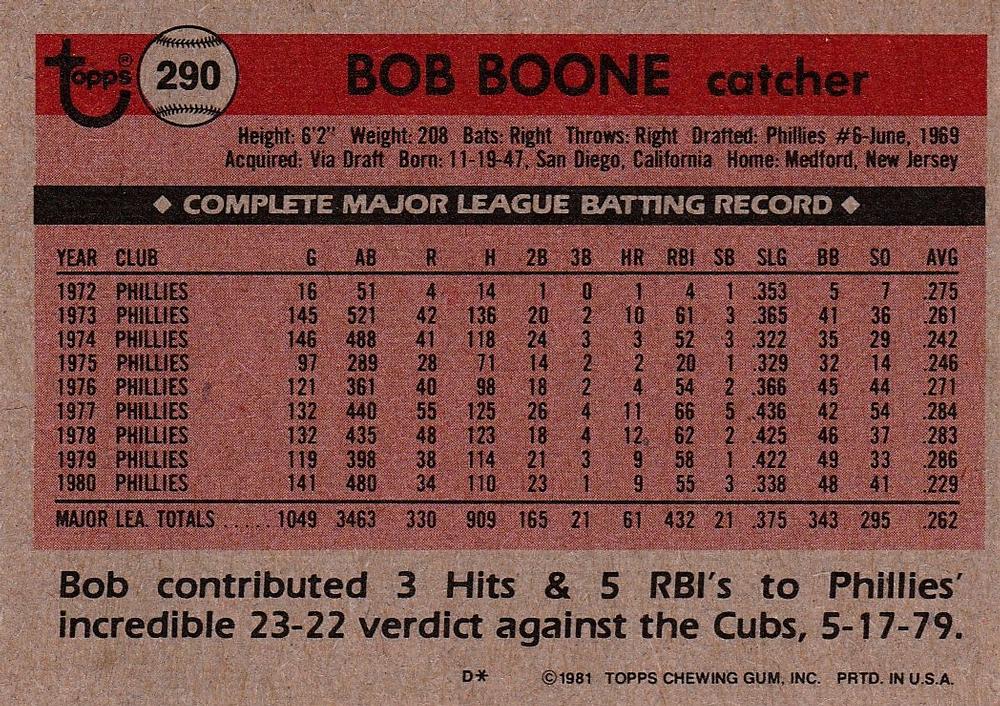 Topps® 290 BOB BOONE catcher
Height: 6'2" Weight: 208 Bats: Right Throws: Right Drafted: Phillies #6-June, 1969
Acquired: Via Draft Born: 11-19-47, San Diego, California Home: Medford, New Jersey
◆ COMPLETE MAJOR LEAGUE BATTING RECORD ◆
YEAR CLUB G AB R H 2B 3B HR RBI SB SLG BB SO AVG
1972 PHILLIES 16 51 4 14 1 0 1 4 1 .353 5 7 .275
1973 PHILLIES 145 521 42 136 20 2 10 61 3 .365 41 36 .261
1974 PHILLIES 146 488 41 118 24 3 3 52 3 .322 35 29 .242
1975 PHILLIES 97 289 28 71 14 2 2 20 1 .329 32 14 .246
1976 PHILLIES 121 361 40 98 18 2 4 54 2 .366 45 44 .271
1977 PHILLIES 132 440 55 125 26 4 11 66 5 .436 42 54 .284
1978 PHILLIES 132 435 48 123 18 4 12 62 2 .425 46 37 .283
1979 PHILLIES 119 398 38 114 21 3 9 58 1 .422 49 33 .286
1980 PHILLIES 141 480 34 110 23 1 9 55 3 .338 48 41 .229
MAJOR LEA. TOTALS ...... 1049 3463 330 909 165 21 61 432 21 .375 343 295 .262
Bob contributed 3 Hits & 5 RBI's to Phillies'
incredible 23-22 verdict against the Cubs, 5-17-79.
D* ©1981 TOPPS CHEWING GUM, INC. PRTD. IN U.S.A.